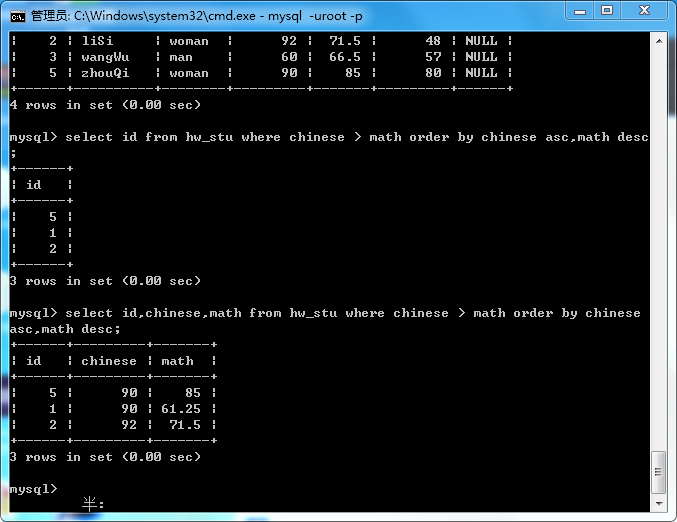 管理员: C:\Windows\system32\cmd.exe - mysql  -uroot -p
|    2 | liSi     | woman  |      92 |  71.5 |      48 | NULL |
|    3 | wangWu   | man    |      60 |  66.5 |      57 | NULL |
|    5 | zhouQi   | woman  |      90 |    85 |      80 | NULL |
+------+----------+--------+---------+-------+---------+------+
4 rows in set (0.00 sec)
mysql> select id from hw_stu where chinese > math order by chinese asc,math desc
;
+------+
| id   |
+------+
|    5 |
|    1 |
|    2 |
+------+
3 rows in set (0.00 sec)
mysql> select id,chinese,math from hw_stu where chinese > math order by chinese
asc,math desc;
+------+---------+-------+
| id   | chinese | math  |
+------+---------+-------+
|    5 |      90 |    85 |
|    1 |      90 | 61.25 |
|    2 |      92 |  71.5 |
+------+---------+-------+
3 rows in set (0.00 sec)
mysql>
半: